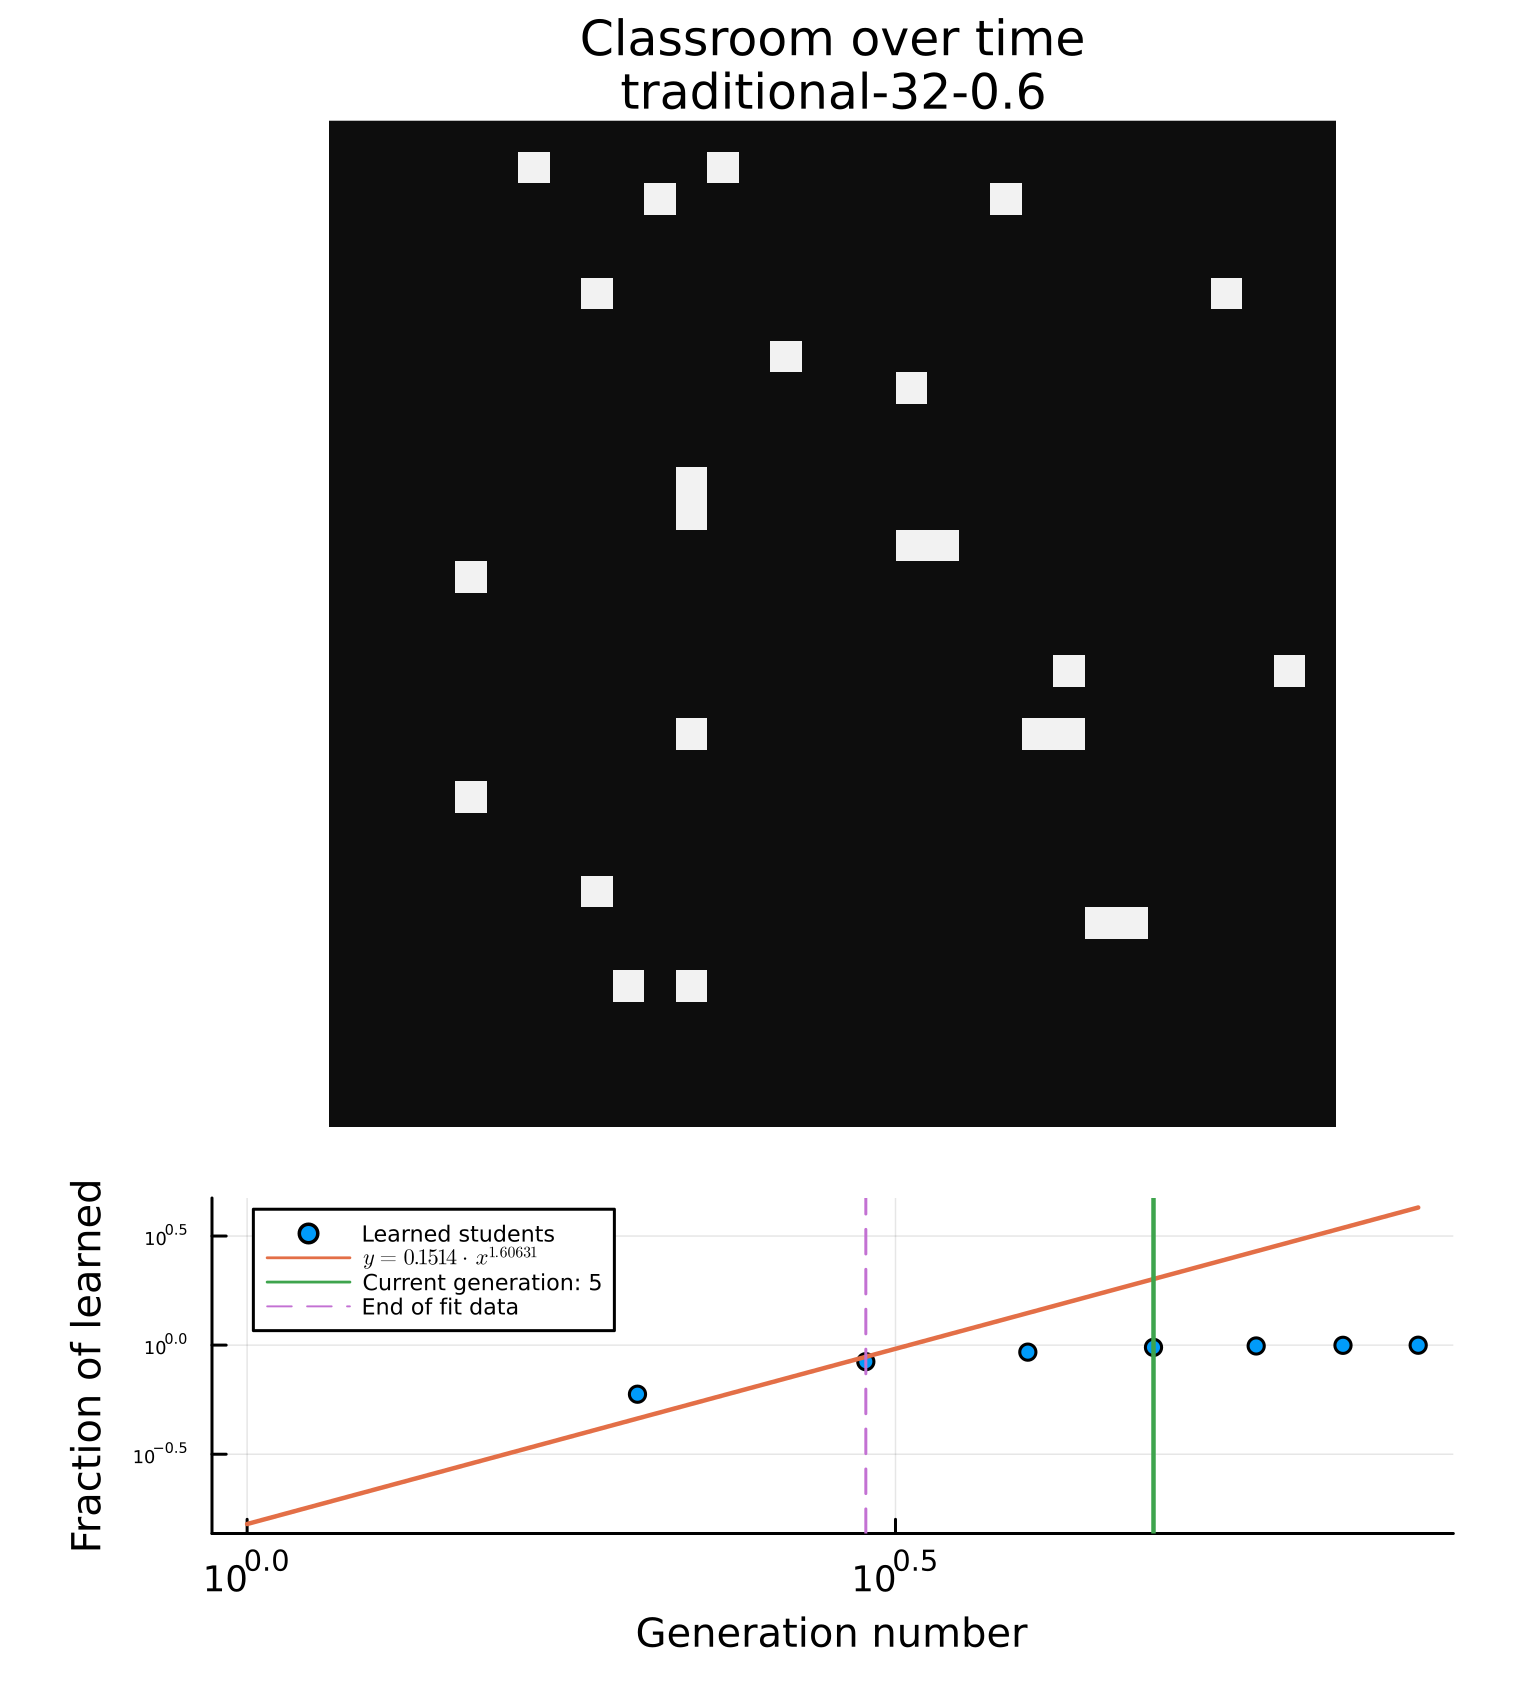 Classroom over time
traditional-32-0.6
Fraction of learned
10^0.5
10^0.0
10^−0.5
Learned students
y = 0.1514 · x^1.60631
Current generation: 5
End of fit data
10^0.0
10^0.5
Generation number